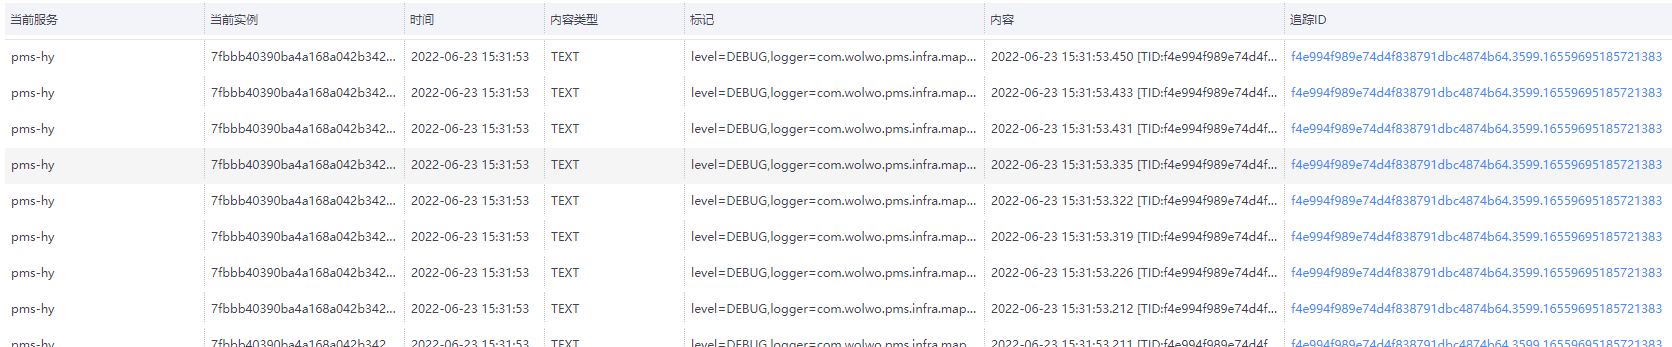 当前服务 当前实例 时间 内容类型 标记 内容 追踪ID
pms-hy 7fbbb40390ba4a168a042b342... 2022-06-23 15:31:53 TEXT level=DEBUG,logger=com.wolwo.pms.infra.map... 2022-06-23 15:31:53.450 [TID:f4e994f989e74d4f... f4e994f989e74d4f838791dbc4874b64.3599.16559695185721383
pms-hy 7fbbb40390ba4a168a042b342... 2022-06-23 15:31:53 TEXT level=DEBUG,logger=com.wolwo.pms.infra.map... 2022-06-23 15:31:53.433 [TID:f4e994f989e74d4f... f4e994f989e74d4f838791dbc4874b64.3599.16559695185721383
pms-hy 7fbbb40390ba4a168a042b342... 2022-06-23 15:31:53 TEXT level=DEBUG,logger=com.wolwo.pms.infra.map... 2022-06-23 15:31:53.431 [TID:f4e994f989e74d4f... f4e994f989e74d4f838791dbc4874b64.3599.16559695185721383
pms-hy 7fbbb40390ba4a168a042b342... 2022-06-23 15:31:53 TEXT level=DEBUG,logger=com.wolwo.pms.infra.map... 2022-06-23 15:31:53.335 [TID:f4e994f989e74d4f... f4e994f989e74d4f838791dbc4874b64.3599.16559695185721383
pms-hy 7fbbb40390ba4a168a042b342... 2022-06-23 15:31:53 TEXT level=DEBUG,logger=com.wolwo.pms.infra.map... 2022-06-23 15:31:53.322 [TID:f4e994f989e74d4f... f4e994f989e74d4f838791dbc4874b64.3599.16559695185721383
pms-hy 7fbbb40390ba4a168a042b342... 2022-06-23 15:31:53 TEXT level=DEBUG,logger=com.wolwo.pms.infra.map... 2022-06-23 15:31:53.319 [TID:f4e994f989e74d4f... f4e994f989e74d4f838791dbc4874b64.3599.16559695185721383
pms-hy 7fbbb40390ba4a168a042b342... 2022-06-23 15:31:53 TEXT level=DEBUG,logger=com.wolwo.pms.infra.map... 2022-06-23 15:31:53.226 [TID:f4e994f989e74d4f... f4e994f989e74d4f838791dbc4874b64.3599.16559695185721383
pms-hy 7fbbb40390ba4a168a042b342... 2022-06-23 15:31:53 TEXT level=DEBUG,logger=com.wolwo.pms.infra.map... 2022-06-23 15:31:53.212 [TID:f4e994f989e74d4f... f4e994f989e74d4f838791dbc4874b64.3599.16559695185721383
pms-hy 7fbbb40390ba4a168a042b342... 2022-06-23 15:31:53 TEXT level=DEBUG,logger=com.wolwo.pms.infra.map... 2022-06-23 15:31:53.211 [TID:f4e994f989e74d4f... f4e994f989e74d4f838791dbc4874b64.3599.16559695185721383